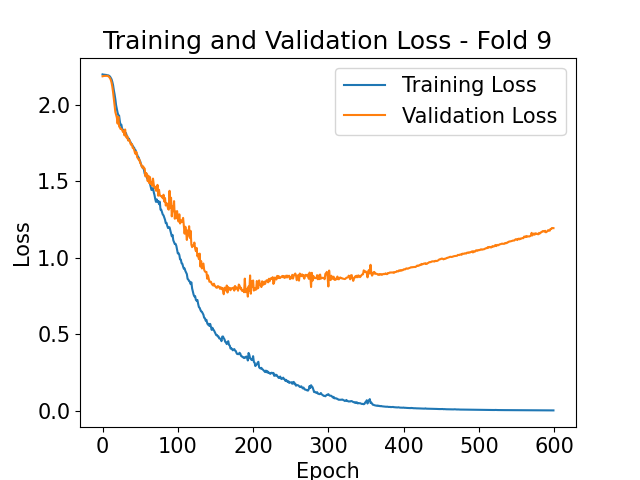 Training and Validation Loss - Fold 9
Training Loss
Validation Loss
Loss
2.0
1.5
1.0
0.5
0.0
0 100 200 300 400 500 600
Epoch